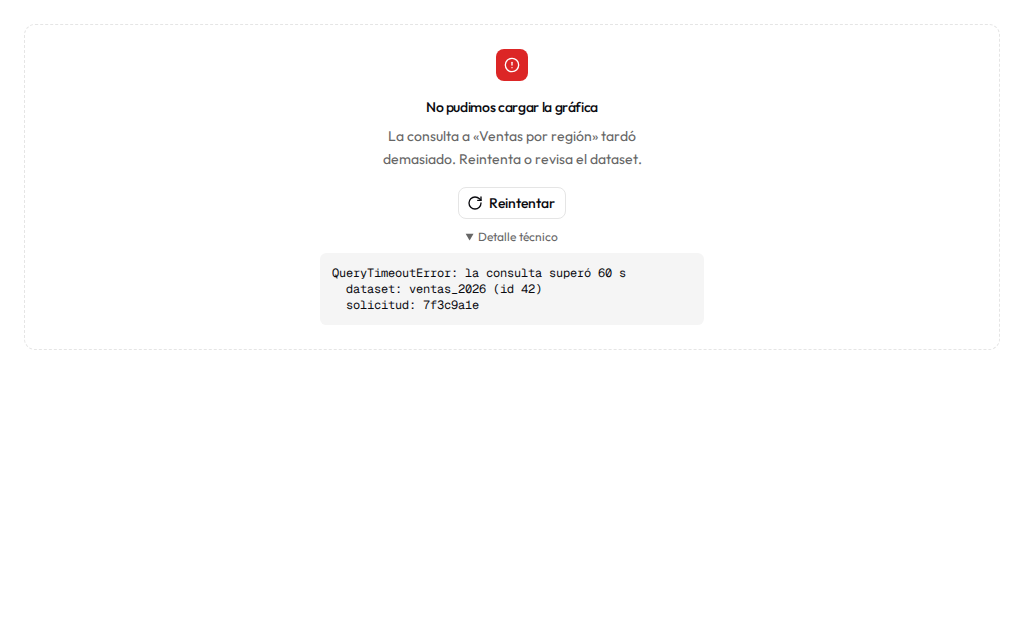 No pudimos cargar la gráfica
La consulta a «Ventas por región» tardó
demasiado. Reintenta o revisa el dataset.
Reintentar
▼ Detalle técnico
QueryTimeoutError: la consulta superó 60 s
  dataset: ventas_2026 (id 42)
  solicitud: 7f3c9a1e